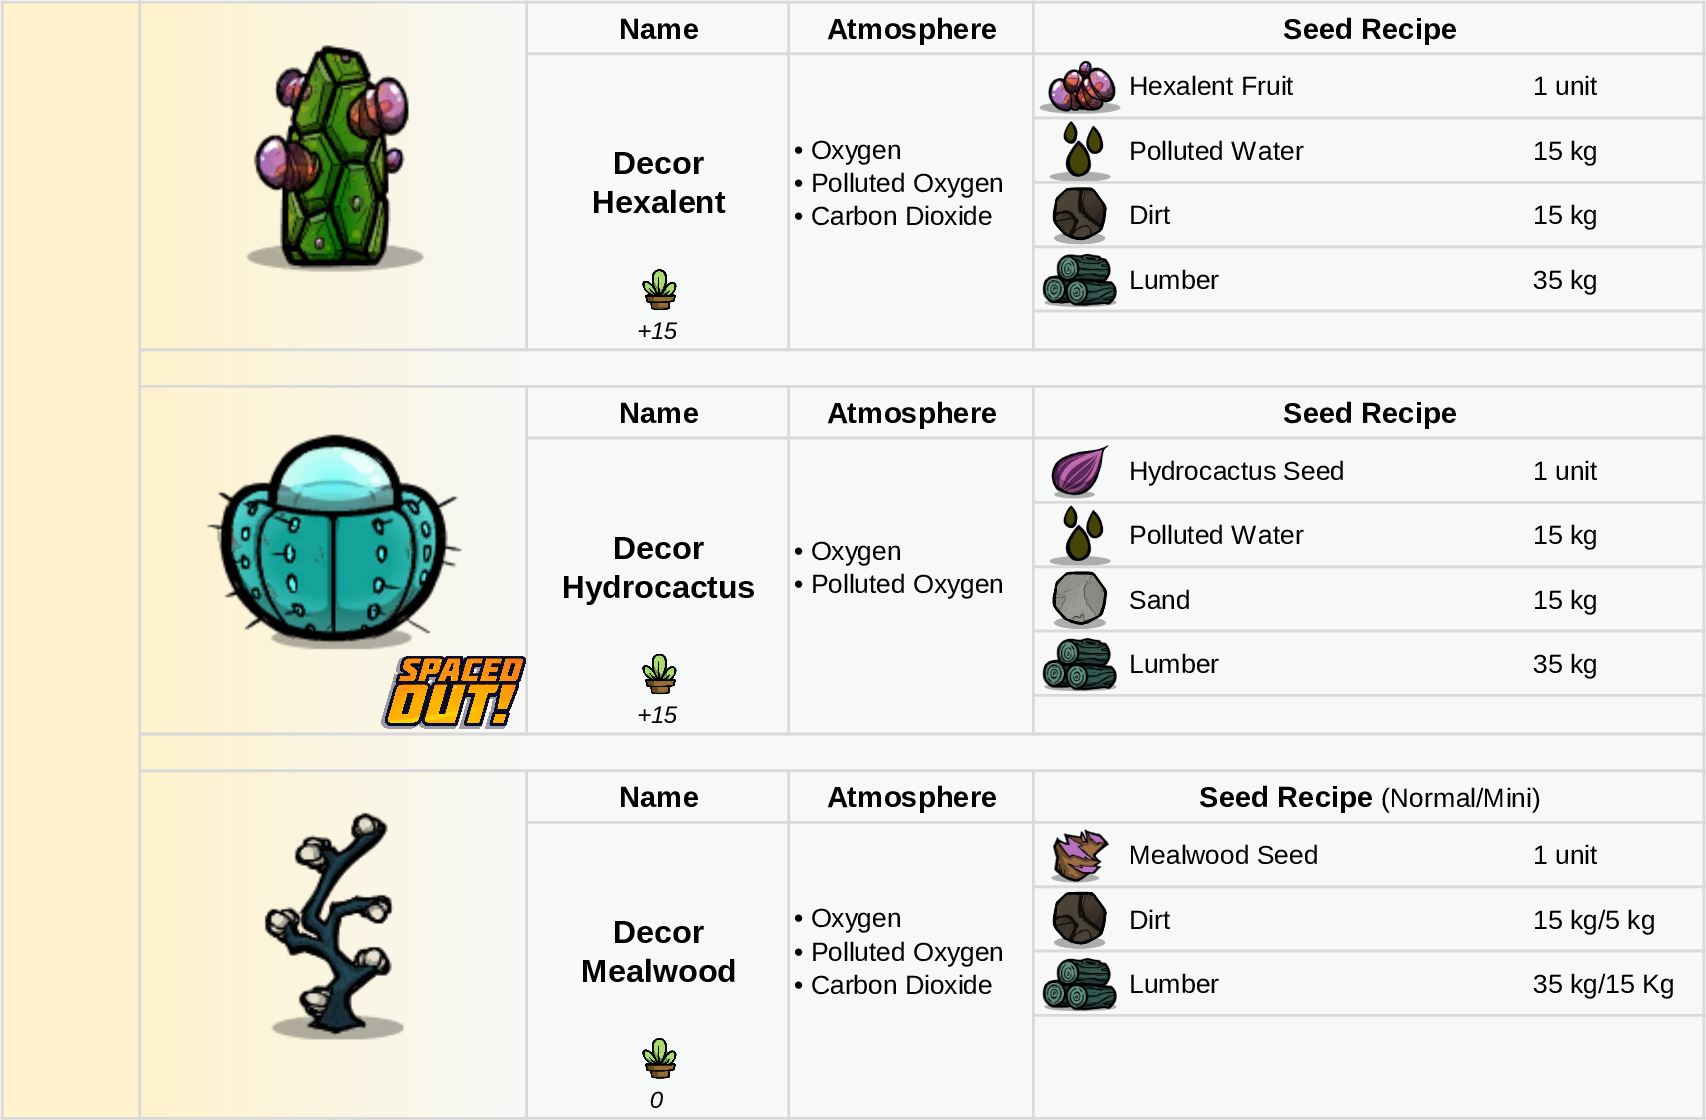 Name Atmosphere Seed Recipe
Decor
Hexalent
+15
• Oxygen
• Polluted Oxygen
• Carbon Dioxide
Hexalent Fruit 1 unit
Polluted Water 15 kg
Dirt 15 kg
Lumber 35 kg
Name Atmosphere Seed Recipe
SPACED
OUT!
Decor
Hydrocactus
+15
• Oxygen
• Polluted Oxygen
Hydrocactus Seed 1 unit
Polluted Water 15 kg
Sand 15 kg
Lumber 35 kg
Name Atmosphere Seed Recipe (Normal/Mini)
Decor
Mealwood
0
• Oxygen
• Polluted Oxygen
• Carbon Dioxide
Mealwood Seed 1 unit
Dirt 15 kg/5 kg
Lumber 35 kg/15 Kg